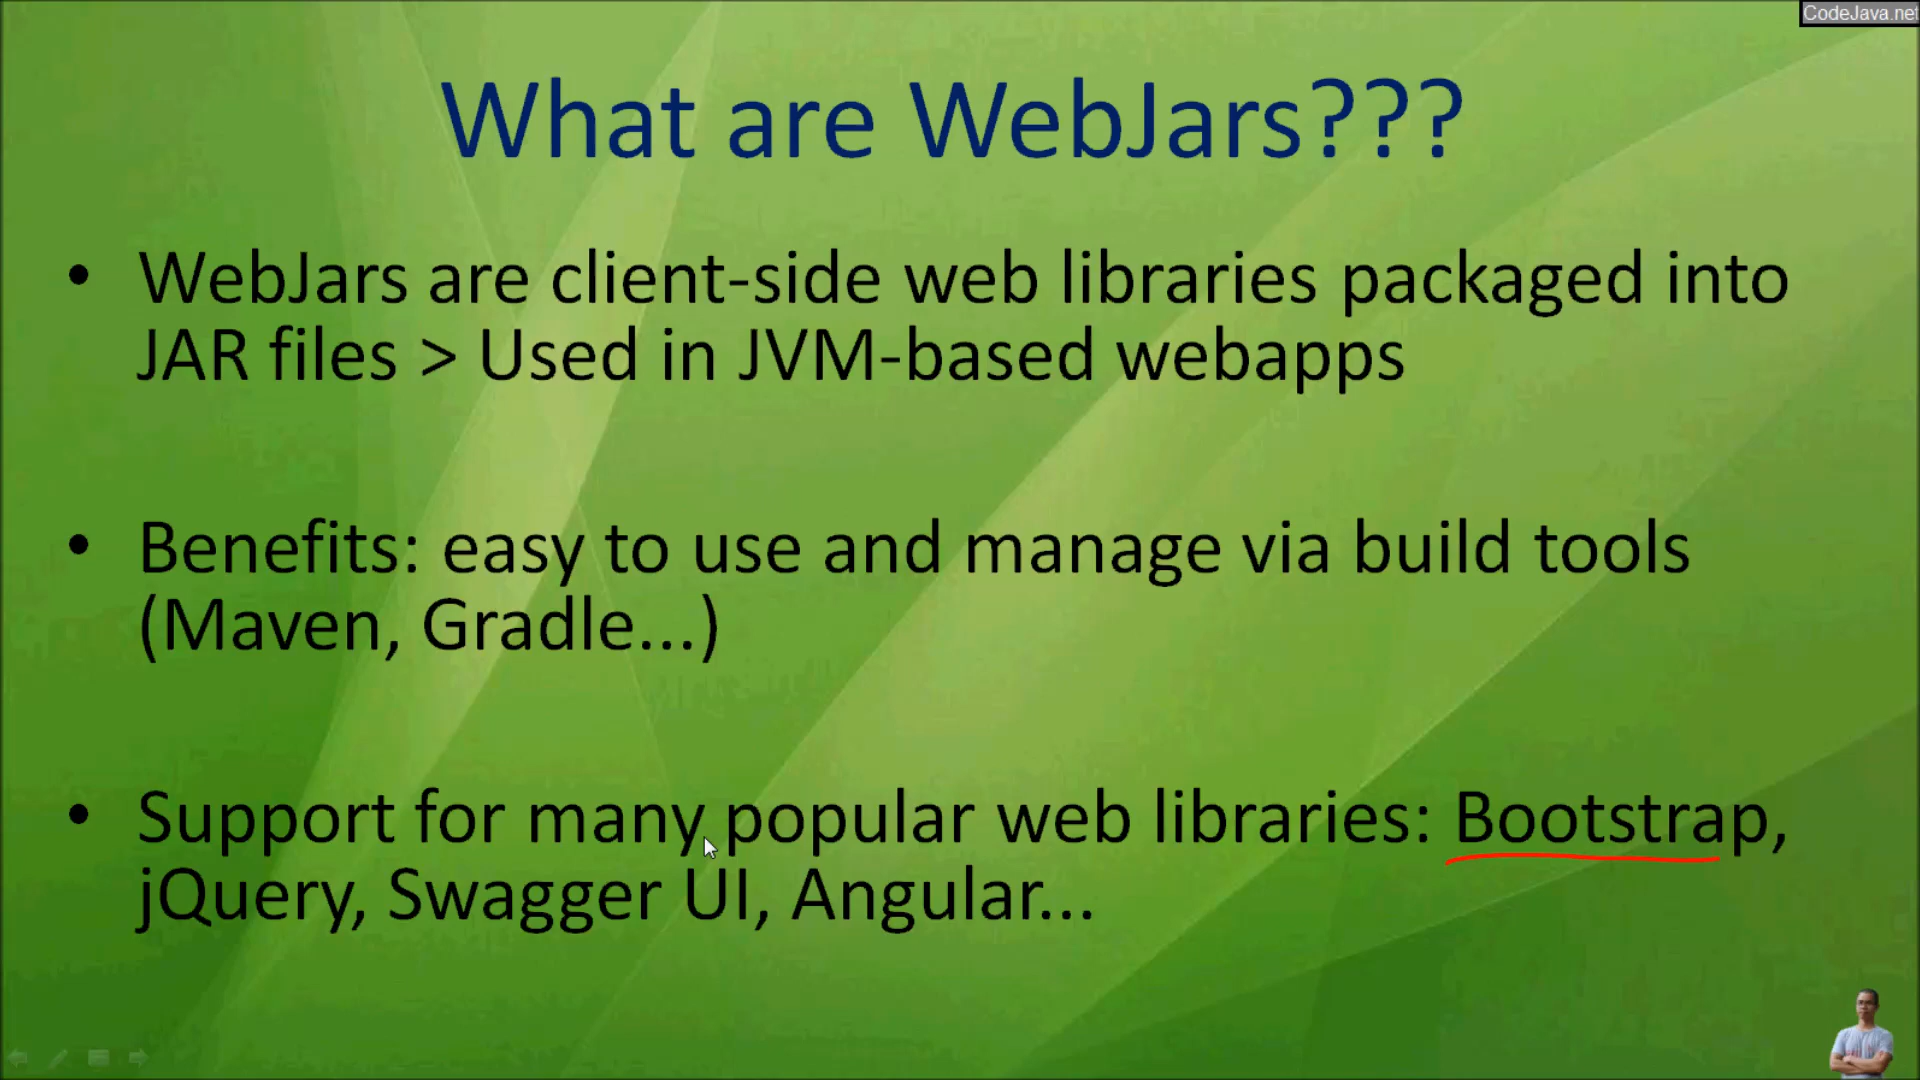 CodeJava.net
What are WebJars???
• WebJars are client-side web libraries packaged into
JAR files > Used in JVM-based webapps
• Benefits: easy to use and manage via build tools
(Maven, Gradle...)
• Support for many popular web libraries: Bootstrap,
jQuery, Swagger UI, Angular...